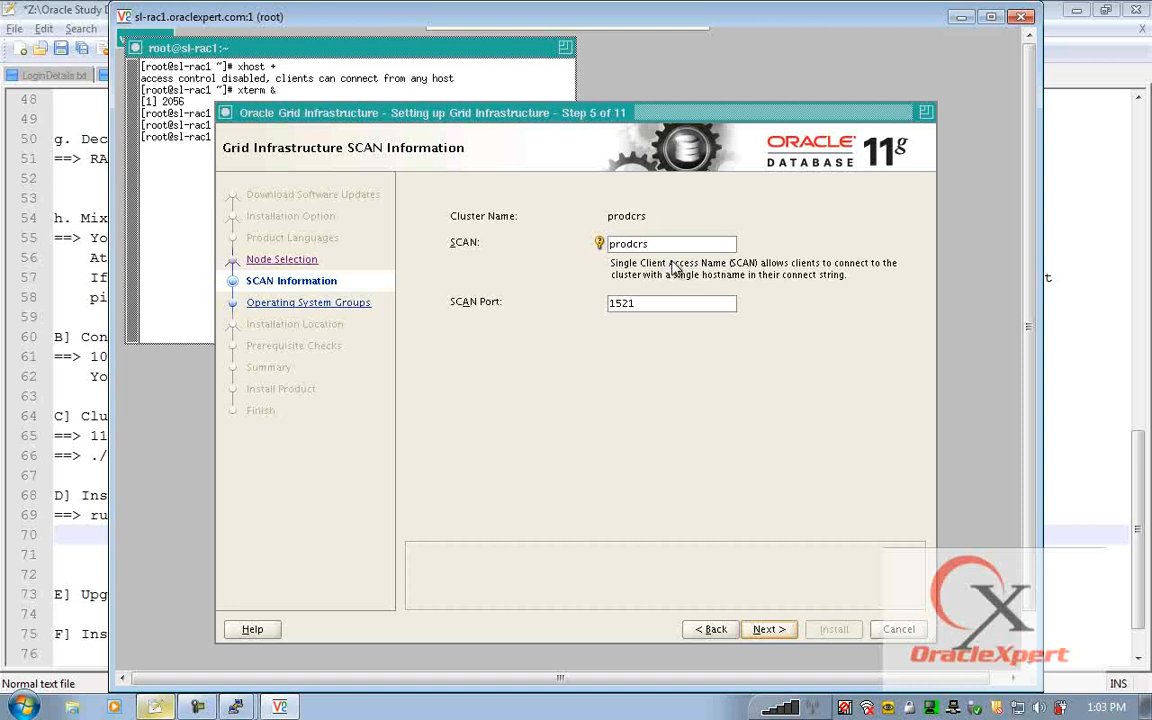 *Z:\Oracle Study D
sl-rac1.oraclexpert.com:1 (root)
File Edit Search
LoginDetails.txt
root@sl-rac1:~
[root@sl-rac1 ~]# xhost +
access control disabled, clients can connect from any host
[root@sl-rac1 ~]# xterm &
[1] 2056
[root@sl-rac1
[root@sl-rac1
[root@sl-rac1
48
49
50 g. Dec
51 ==> RA
52
53
54 h. Mix
55 ==> Yo
56 At
57 If
58 pi
59
60 B] Con
61 ==> 10
62 Yo
63
64 C] Clu
65 ==> 11
66 ==> ./
67
68 D] Ins
69 ==> ru
70
71
72
73 E] Upg
74
75 F] Ins
76
t
Oracle Grid Infrastructure - Setting up Grid Infrastructure - Step 5 of 11
Grid Infrastructure SCAN Information
ORACLE
DATABASE 11g
Download Software Updates
Installation Option
Product Languages
Node Selection
SCAN Information
Operating System Groups
Installation Location
Prerequisite Checks
Summary
Install Product
Finish
Cluster Name: prodcrs
SCAN: prodcrs
Single Client Access Name (SCAN) allows clients to connect to the
cluster with a single hostname in their connect string.
SCAN Port: 1521
Help < Back Next > Install Cancel
OracleXpert
Normal text file INS
1:03 PM